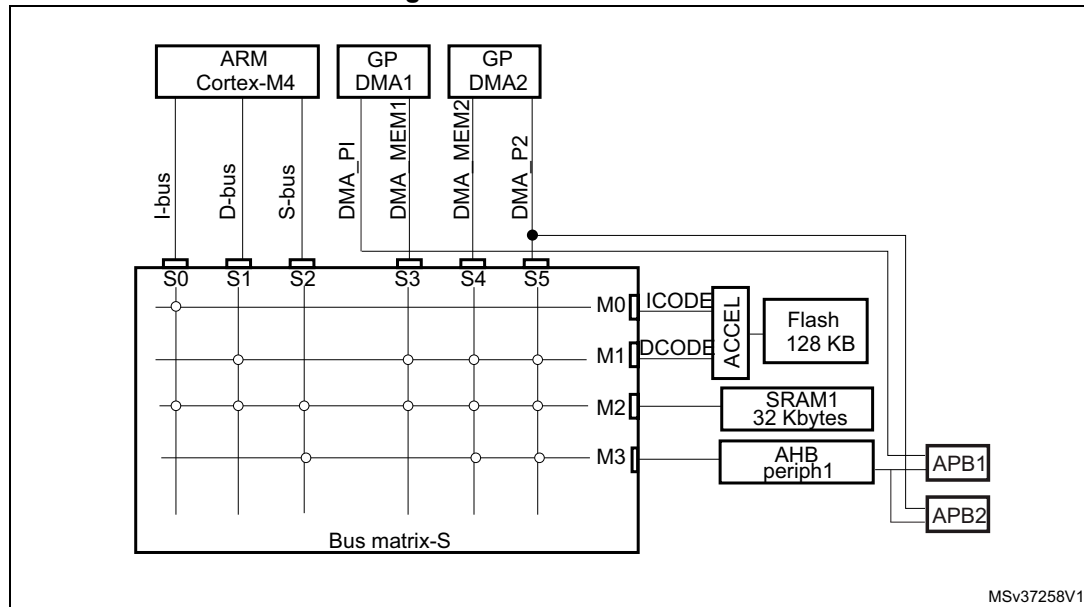 ARM
Cortex-M4
GP
DMA1
GP
DMA2
I-bus
D-bus
S-bus
DMA_PI
DMA_MEM1
DMA_MEM2
DMA_P2
S0 S1 S2 S3 S4 S5
M0
ICODE
M1
DCODE
ACCEL
Flash
128 KB
M2
SRAM1
32 Kbytes
M3
AHB
periph1
APB1
APB2
Bus matrix-S
MSv37258V1